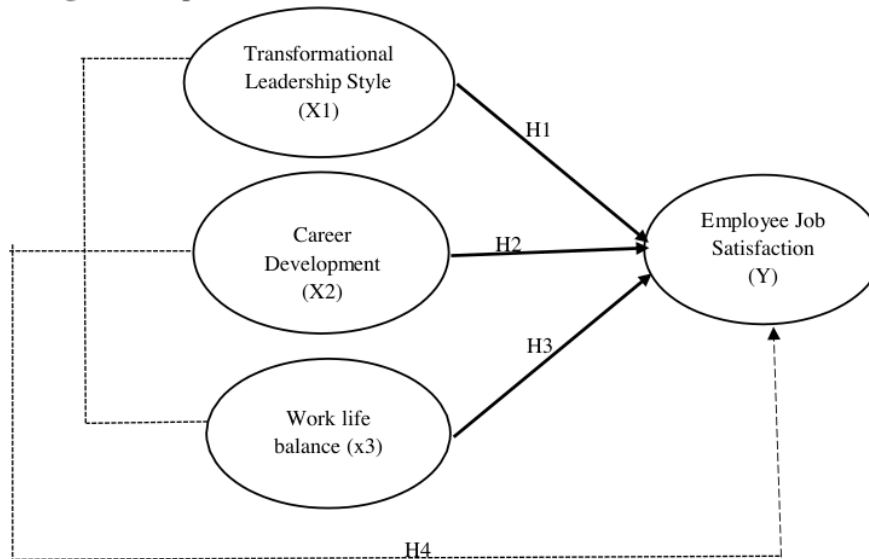 Transformational
Leadership Style
(X1)
H1
Employee Job
Satisfaction
(Y)
Career
Development
(X2)
H2
H3
Work life
balance (x3)
H4